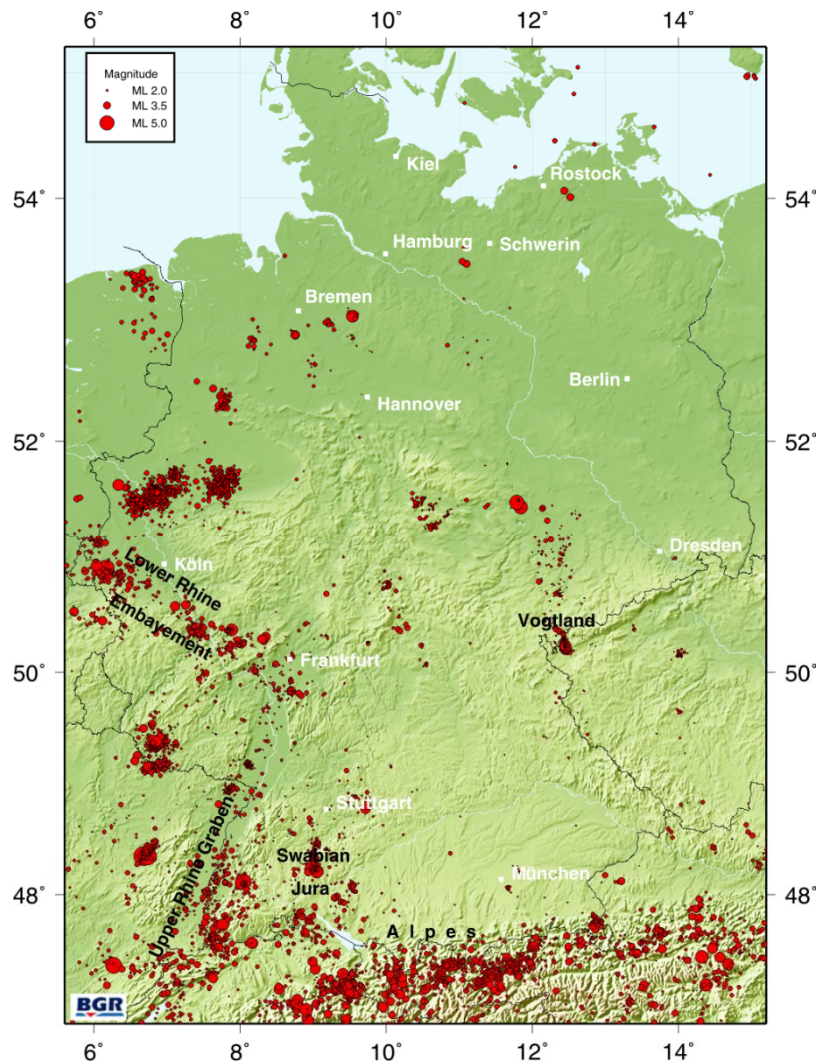 6° 8° 10° 12° 14°
Magnitude
ML 2.0
ML 3.5
ML 5.0
Kiel
Rostock
54° 54°
Hamburg
Schwerin
Bremen
Berlin
Hannover
52° 52°
Dresden
Köln
Lower Rhine
Embayement
Vogtland
Frankfurt
50° 50°
Stuttgart
Upper Rhine Graben
Swabian
Jura
München
48° 48°
Alpes
BGR
6° 8° 10° 12° 14°